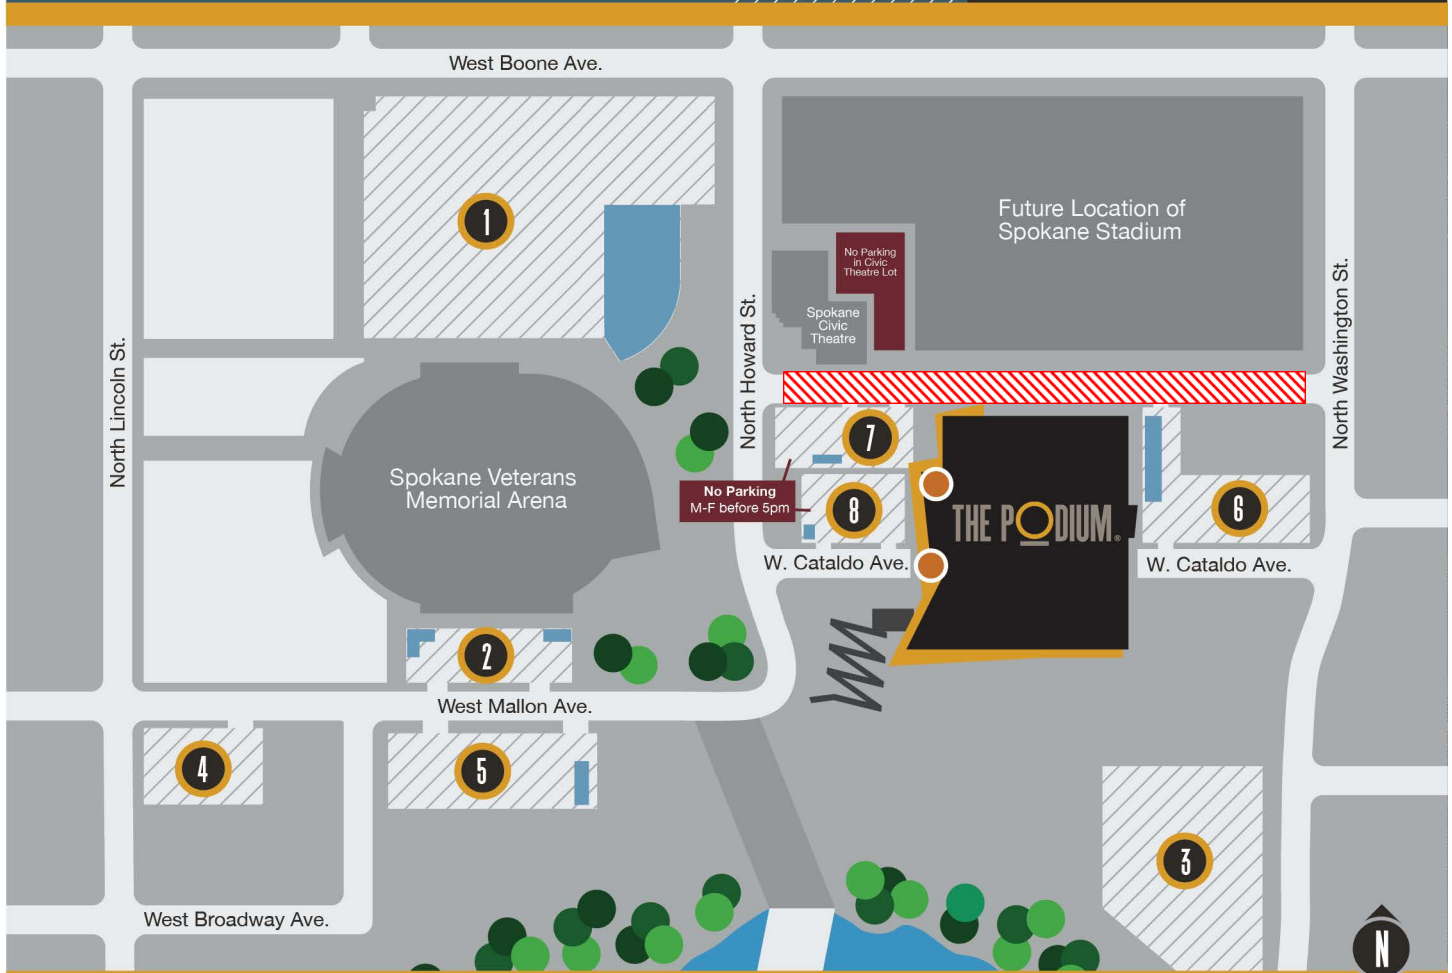 West Boone Ave.
1
Future Location of
Spokane Stadium
No Parking
in Civic
Theatre Lot
Spokane
Civic
Theatre
North Lincoln St.
North Howard St.
North Washington St.
7
Spokane Veterans
Memorial Arena
No Parking
M-F before 5pm
8
THE PODIUM®
6
W. Cataldo Ave.
W. Cataldo Ave.
2
West Mallon Ave.
4
5
3
West Broadway Ave.
N